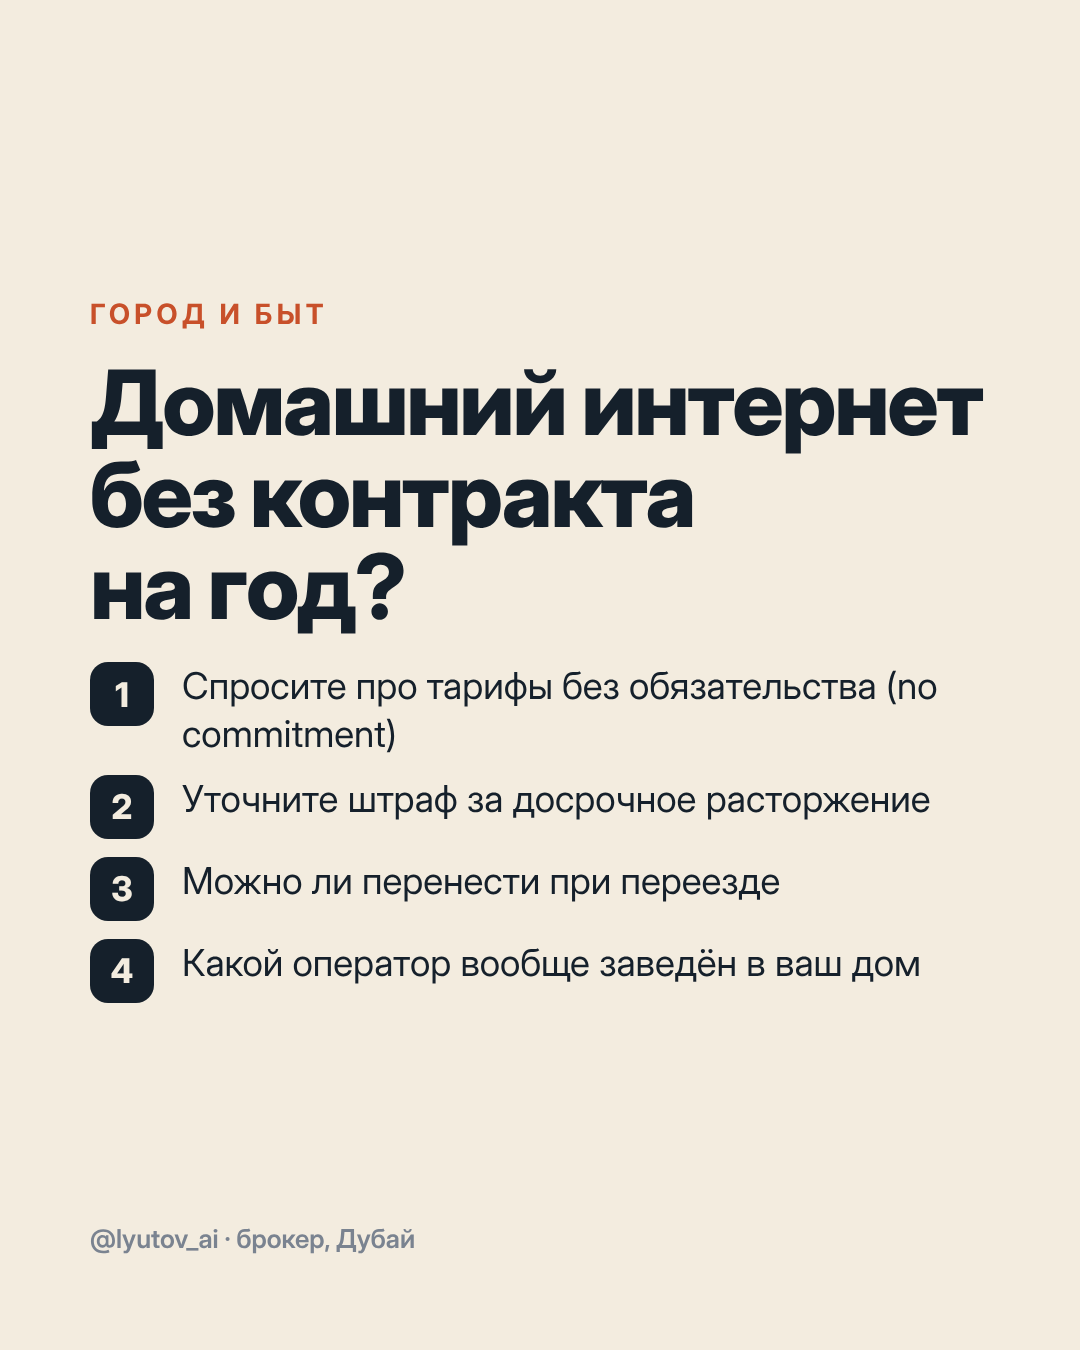 ГОРОД И БЫТ
Домашний интернет
без контракта
на год?
1 Спросите про тарифы без обязательства (no
commitment)
2 Уточните штраф за досрочное расторжение
3 Можно ли перенести при переезде
4 Какой оператор вообще заведён в ваш дом
@lyutov_ai · брокер, Дубай